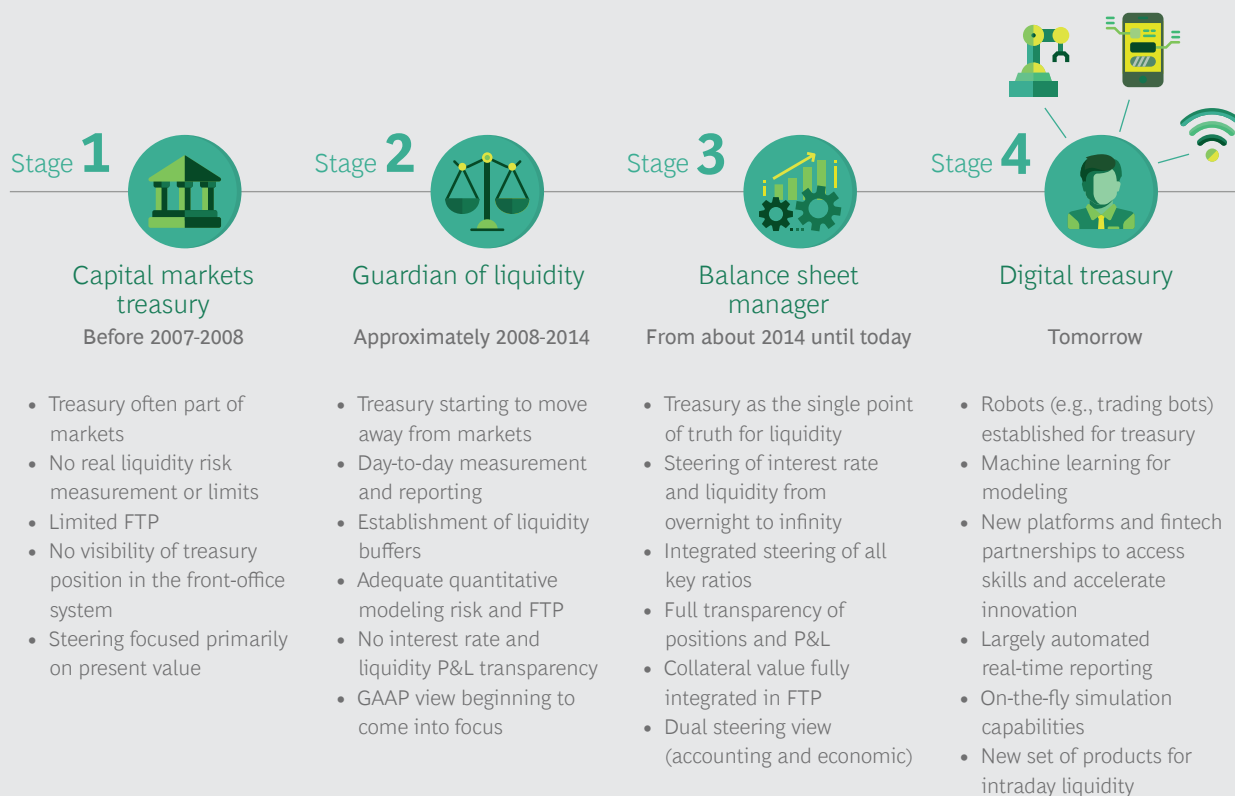 Stage 1
Capital markets
treasury
Before 2007-2008
• Treasury often part of
markets
• No real liquidity risk
measurement or limits
• Limited FTP
• No visibility of treasury
position in the front-office
system
• Steering focused primarily
on present value
Stage 2
Guardian of liquidity
Approximately 2008-2014
• Treasury starting to move
away from markets
• Day-to-day measurement
and reporting
• Establishment of liquidity
buffers
• Adequate quantitative
modeling risk and FTP
• No interest rate and
liquidity P&L transparency
• GAAP view beginning to
come into focus
Stage 3
Balance sheet
manager
From about 2014 until today
• Treasury as the single point
of truth for liquidity
• Steering of interest rate
and liquidity from
overnight to infinity
• Integrated steering of all
key ratios
• Full transparency of
positions and P&L
• Collateral value fully
integrated in FTP
• Dual steering view
(accounting and economic)
Stage 4
Digital treasury
Tomorrow
• Robots (e.g., trading bots)
established for treasury
• Machine learning for
modeling
• New platforms and fintech
partnerships to access
skills and accelerate
innovation
• Largely automated
real-time reporting
• On-the-fly simulation
capabilities
• New set of products for
intraday liquidity